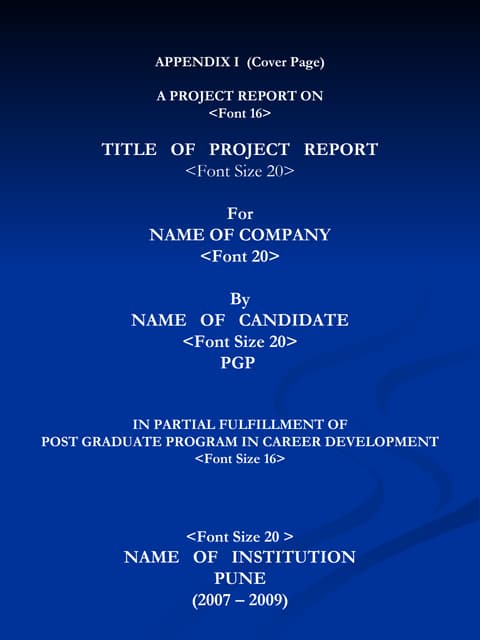 APPENDIX I (Cover Page)
A PROJECT REPORT ON
<Font 16>
TITLE OF PROJECT REPORT
<Font Size 20>
For
NAME OF COMPANY
<Font 20>
By
NAME OF CANDIDATE
<Font Size 20>
PGP
IN PARTIAL FULFILLMENT OF
POST GRADUATE PROGRAM IN CAREER DEVELOPMENT
<Font Size 16>
<Font Size 20 >
NAME OF INSTITUTION
PUNE
(2007 – 2009)